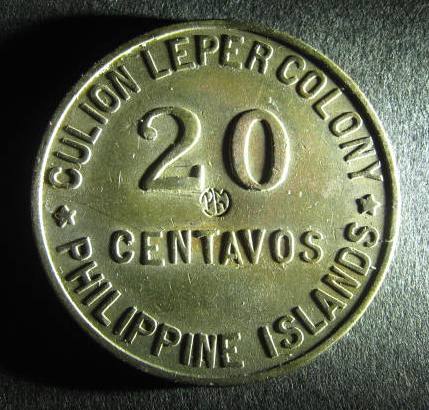 CULION LEPER COLONY
20
CENTAVOS
PHILIPPINE ISLANDS